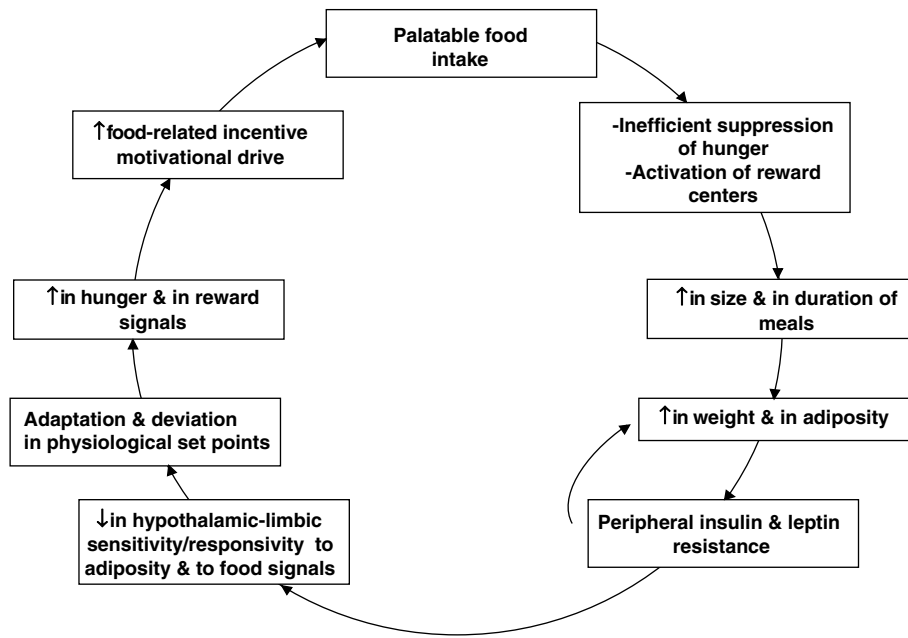 Palatable food
intake
-Inefficient suppression
of hunger
-Activation of reward
centers
↑in size & in duration of
meals
↑in weight & in adiposity
Peripheral insulin & leptin
resistance
↓in hypothalamic-limbic
sensitivity/responsivity to
adiposity & to food signals
Adaptation & deviation
in physiological set points
↑in hunger & in reward
signals
↑food-related incentive
motivational drive